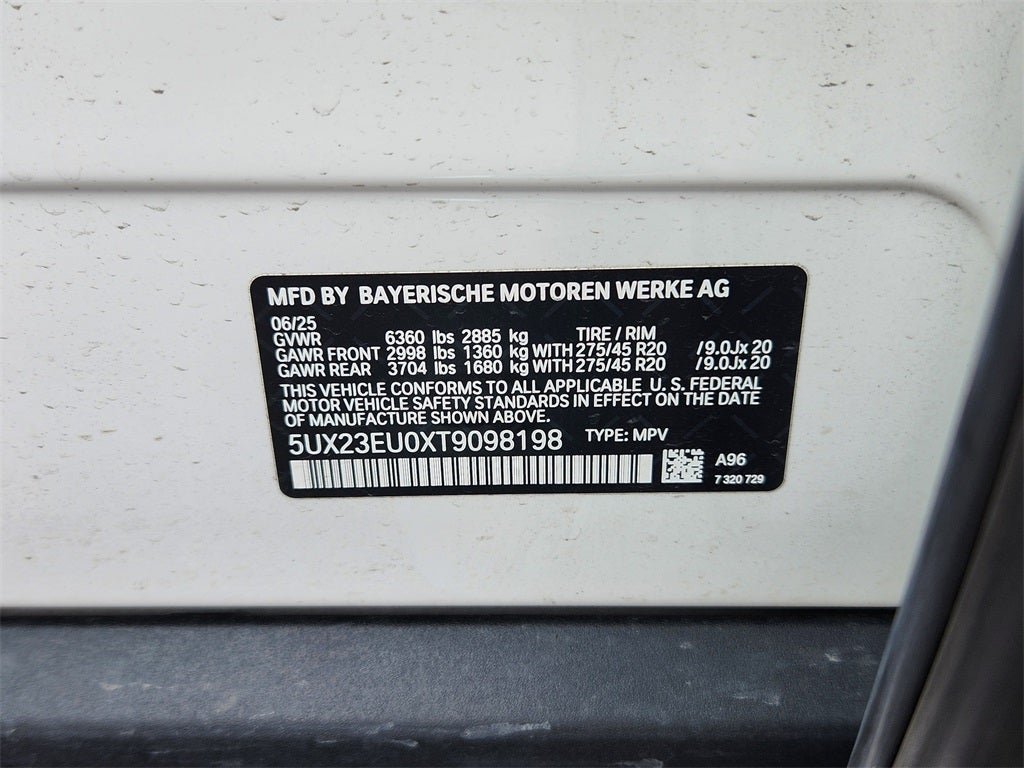 MFD BY BAYERISCHE MOTOREN WERKE AG
06/25
GVWR 6360 lbs 2885 kg TIRE / RIM
GAWR FRONT 2998 lbs 1360 kg WITH 275/45 R20 /9.0Jx 20
GAWR REAR 3704 lbs 1680 kg WITH 275/45 R20 /9.0Jx 20
THIS VEHICLE CONFORMS TO ALL APPLICABLE U. S. FEDERAL
MOTOR VEHICLE SAFETY STANDARDS IN EFFECT ON THE DATE
OF MANUFACTURE SHOWN ABOVE.
5UX23EU0XT9098198 TYPE: MPV
A96
7 320 729